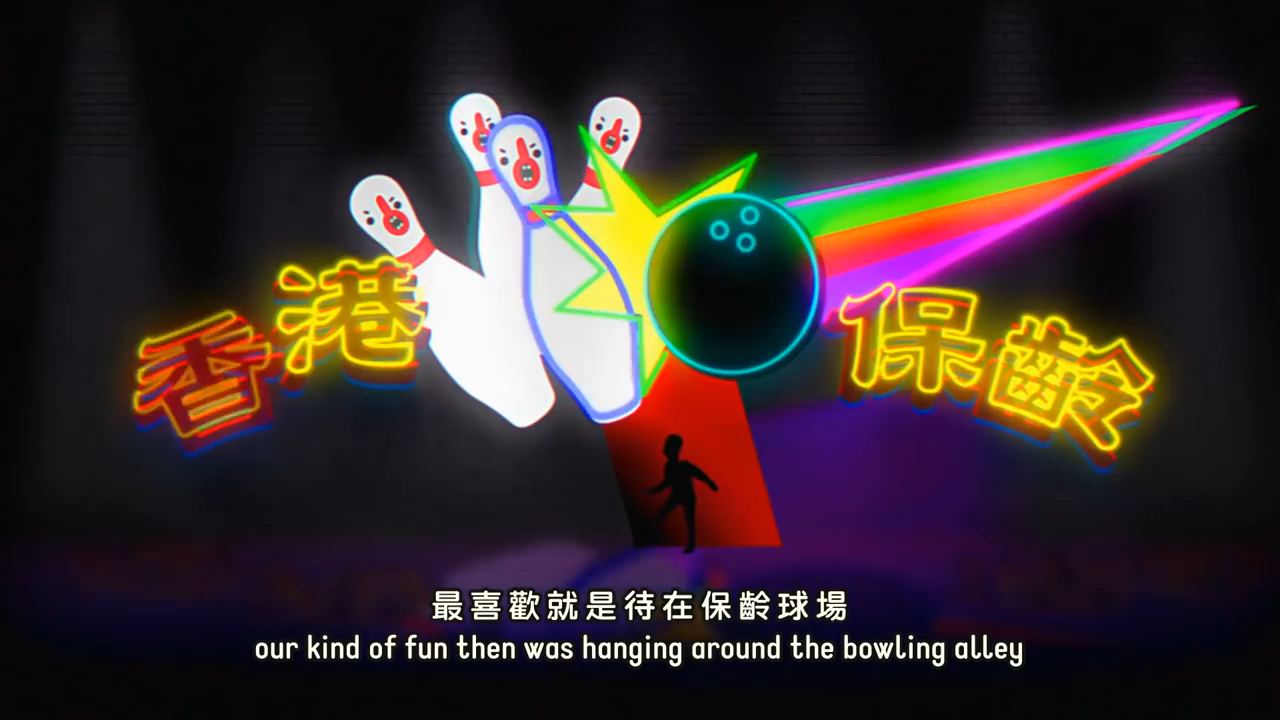 香港 保齡
最喜歡就是待在保齡球場
our kind of fun then was hanging around the bowling alley